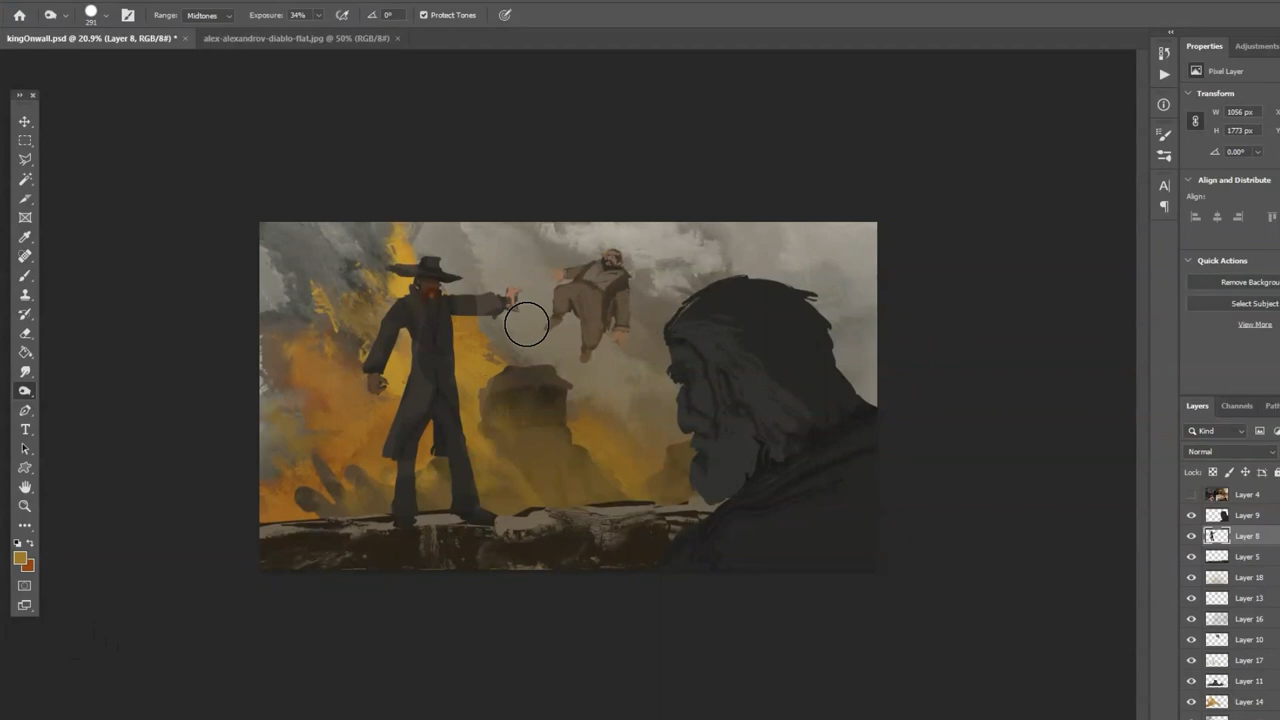 291
Range: Midtones
Exposure: 34%
0°
Protect Tones
kingOnwall.psd @ 20.9% (Layer 8, RGB/8#) *
alex-alexandrov-diablo-flat.jpg @ 50% (RGB/8#)
Properties
Adjustments
Pixel Layer
Transform
W 1056 px
H 1773 px
0.00°
Align and Distribute
Align:
Quick Actions
Remove Backgrou
Select Subject
View More
Layers
Channels
Pat
Kind
Normal
Lock:
Layer 4
Layer 9
Layer 8
Layer 5
Layer 18
Layer 13
Layer 16
Layer 10
Layer 17
Layer 11
Layer 14